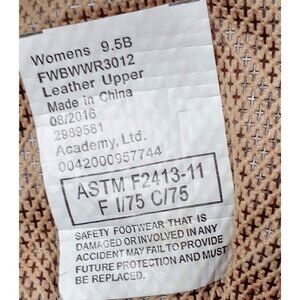 Womens 9.5B
FWBWWR3012
Leather Upper
Made in China
08/2016
2989581
Academy, Ltd.
0042000957744
ASTM F2413-11
F I/75 C/75
SAFETY FOOTWEAR THAT IS
DAMAGED OR INVOLVED IN ANY
ACCIDENT MAY FAIL TO PROVIDE
FUTURE PROTECTION AND MUST
BE REPLACED.